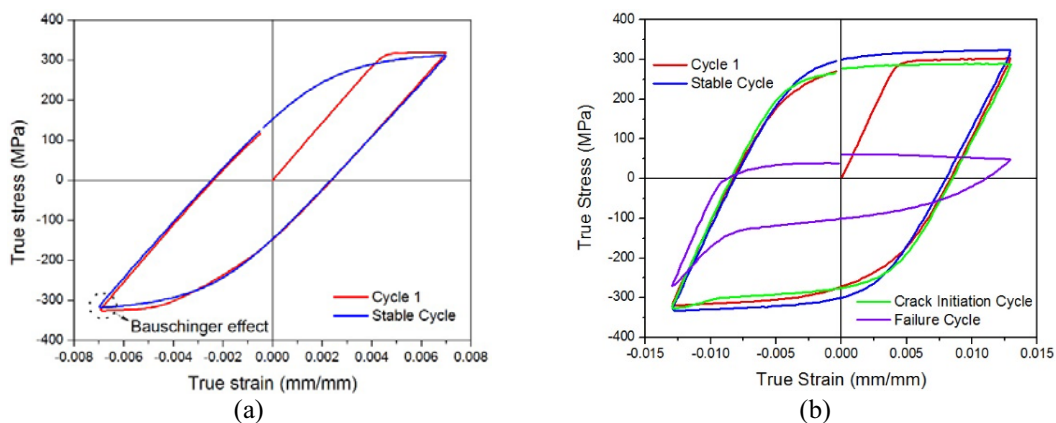 400
300
200
100
0
-100
-200
-300
-400
True stress (MPa)
Cycle 1
Stable Cycle
Bauschinger effect
-0.008 -0.006 -0.004 -0.002 0.000 0.002 0.004 0.006 0.008
True strain (mm/mm)
(a)
400
300
200
100
0
-100
-200
-300
-400
True Stress (MPa)
Cycle 1
Stable Cycle
Crack Initiation Cycle
Failure Cycle
-0.015 -0.010 -0.005 0.000 0.005 0.010 0.015
True Strain (mm/mm)
(b)